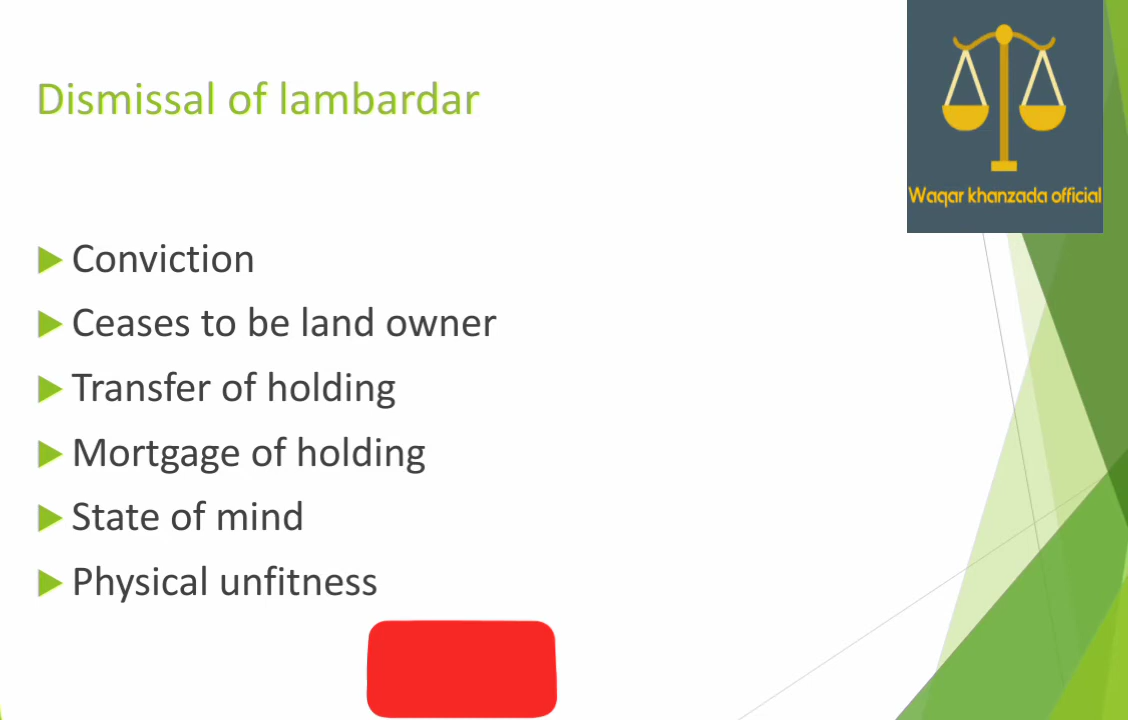 Dismissal of lambardar
Waqar khanzada official
Conviction
Ceases to be land owner
Transfer of holding
Mortgage of holding
State of mind
Physical unfitness